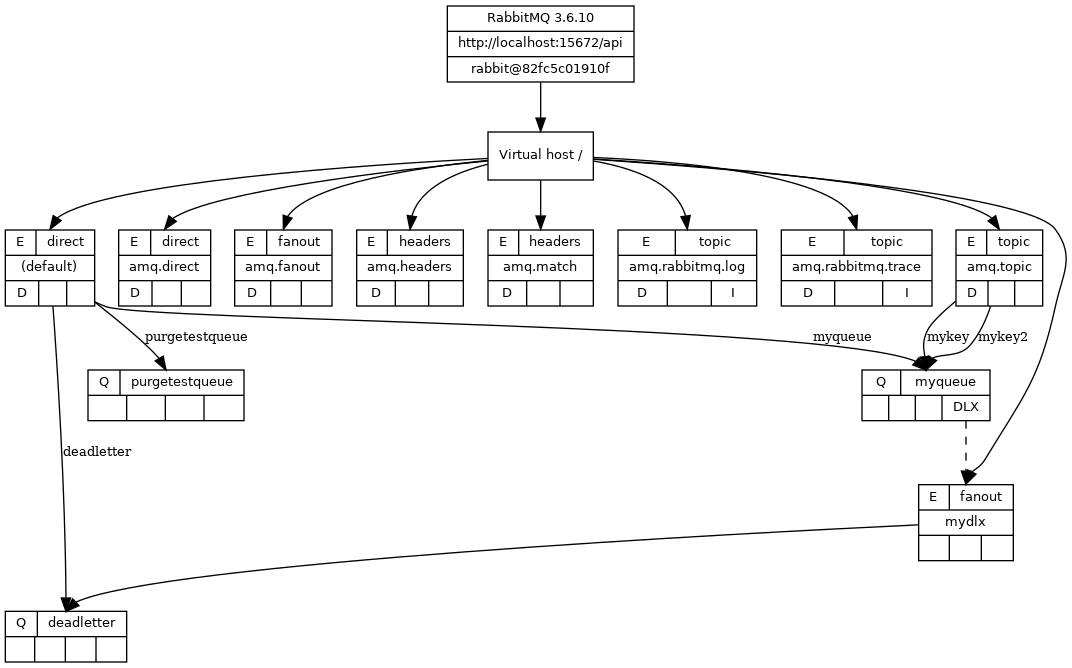 RabbitMQ 3.6.10
http://localhost:15672/api
rabbit@82fc5c01910f
Virtual host /
E direct
(default)
D
E direct
amq.direct
D
E fanout
amq.fanout
D
E headers
amq.headers
D
E headers
amq.match
D
E topic
amq.rabbitmq.log
D I
E topic
amq.rabbitmq.trace
D I
E topic
amq.topic
D
purgetestqueue
myqueue
mykey
mykey2
Q purgetestqueue
Q myqueue
DLX
deadletter
E fanout
mydlx
Q deadletter